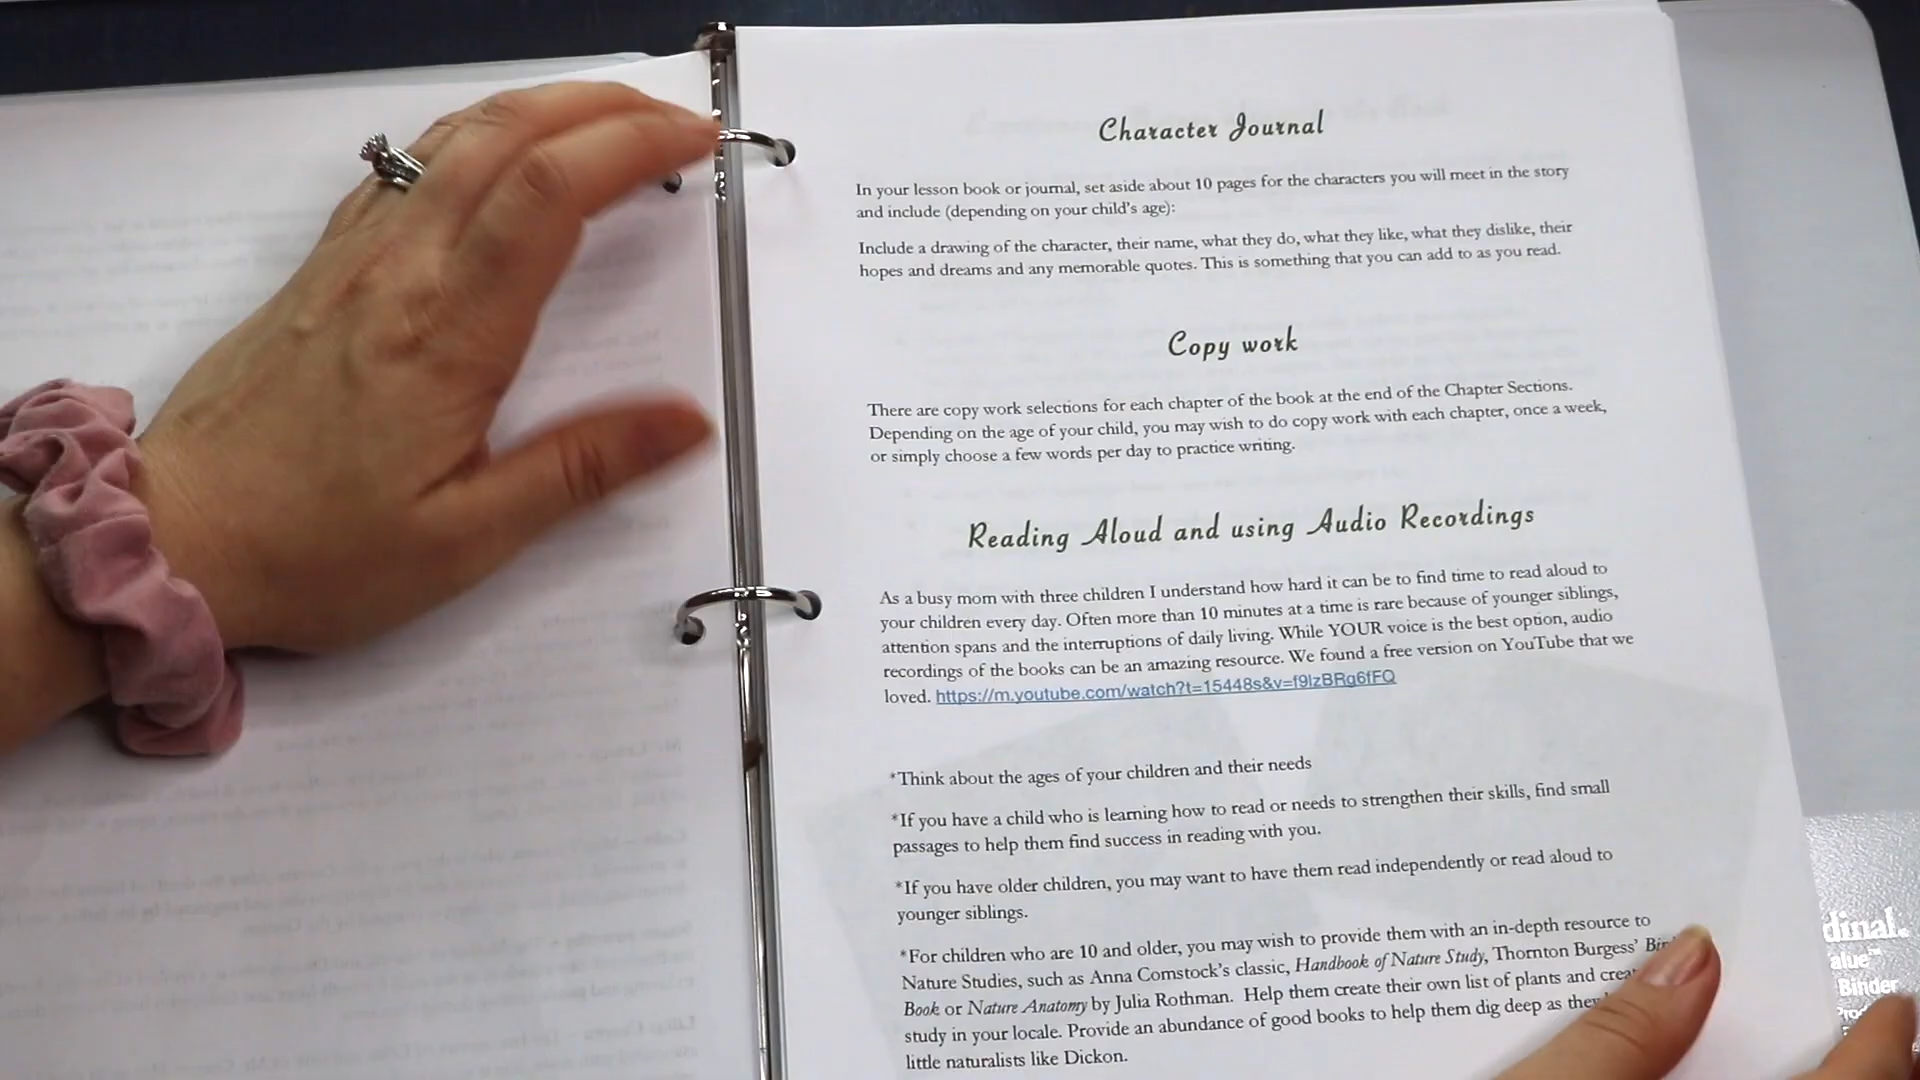 Character Journal
In your lesson book or journal, set aside about 10 pages for the characters you will meet in the story
and include (depending on your child's age):
Include a drawing of the character, their name, what they do, what they like, what they dislike, their
hopes and dreams and any memorable quotes. This is something that you can add to as you read.
Copy work
There are copy work selections for each chapter of the book at the end of the Chapter Sections.
Depending on the age of your child, you may wish to do copy work with each chapter, once a week,
or simply choose a few words per day to practice writing.
Reading Aloud and using Audio Recordings
As a busy mom with three children I understand how hard it can be to find time to read aloud to
your children every day. Often more than 10 minutes at a time is rare because of younger siblings,
attention spans and the interruptions of daily living. While YOUR voice is the best option, audio
recordings of the books can be an amazing resource. We found a free version on YouTube that we
loved. https://m.youtube.com/watch?t=15448s&v=f9IzBRg6fFQ
*Think about the ages of your children and their needs
*If you have a child who is learning how to read or needs to strengthen their skills, find small
passages to help them find success in reading with you.
*If you have older children, you may want to have them read independently or read aloud to
younger siblings.
*For children who are 10 and older, you may wish to provide them with an in-depth resource to
Nature Studies, such as Anna Comstock's classic, Handbook of Nature Study, Thornton Burgess'
Book or Nature Anatomy by Julia Rothman. Help them create their own list of plants and
study in your locale. Provide an abundance of good books to help them dig deep as
little naturalists like Dickon.
dinal.
alue™
Binder